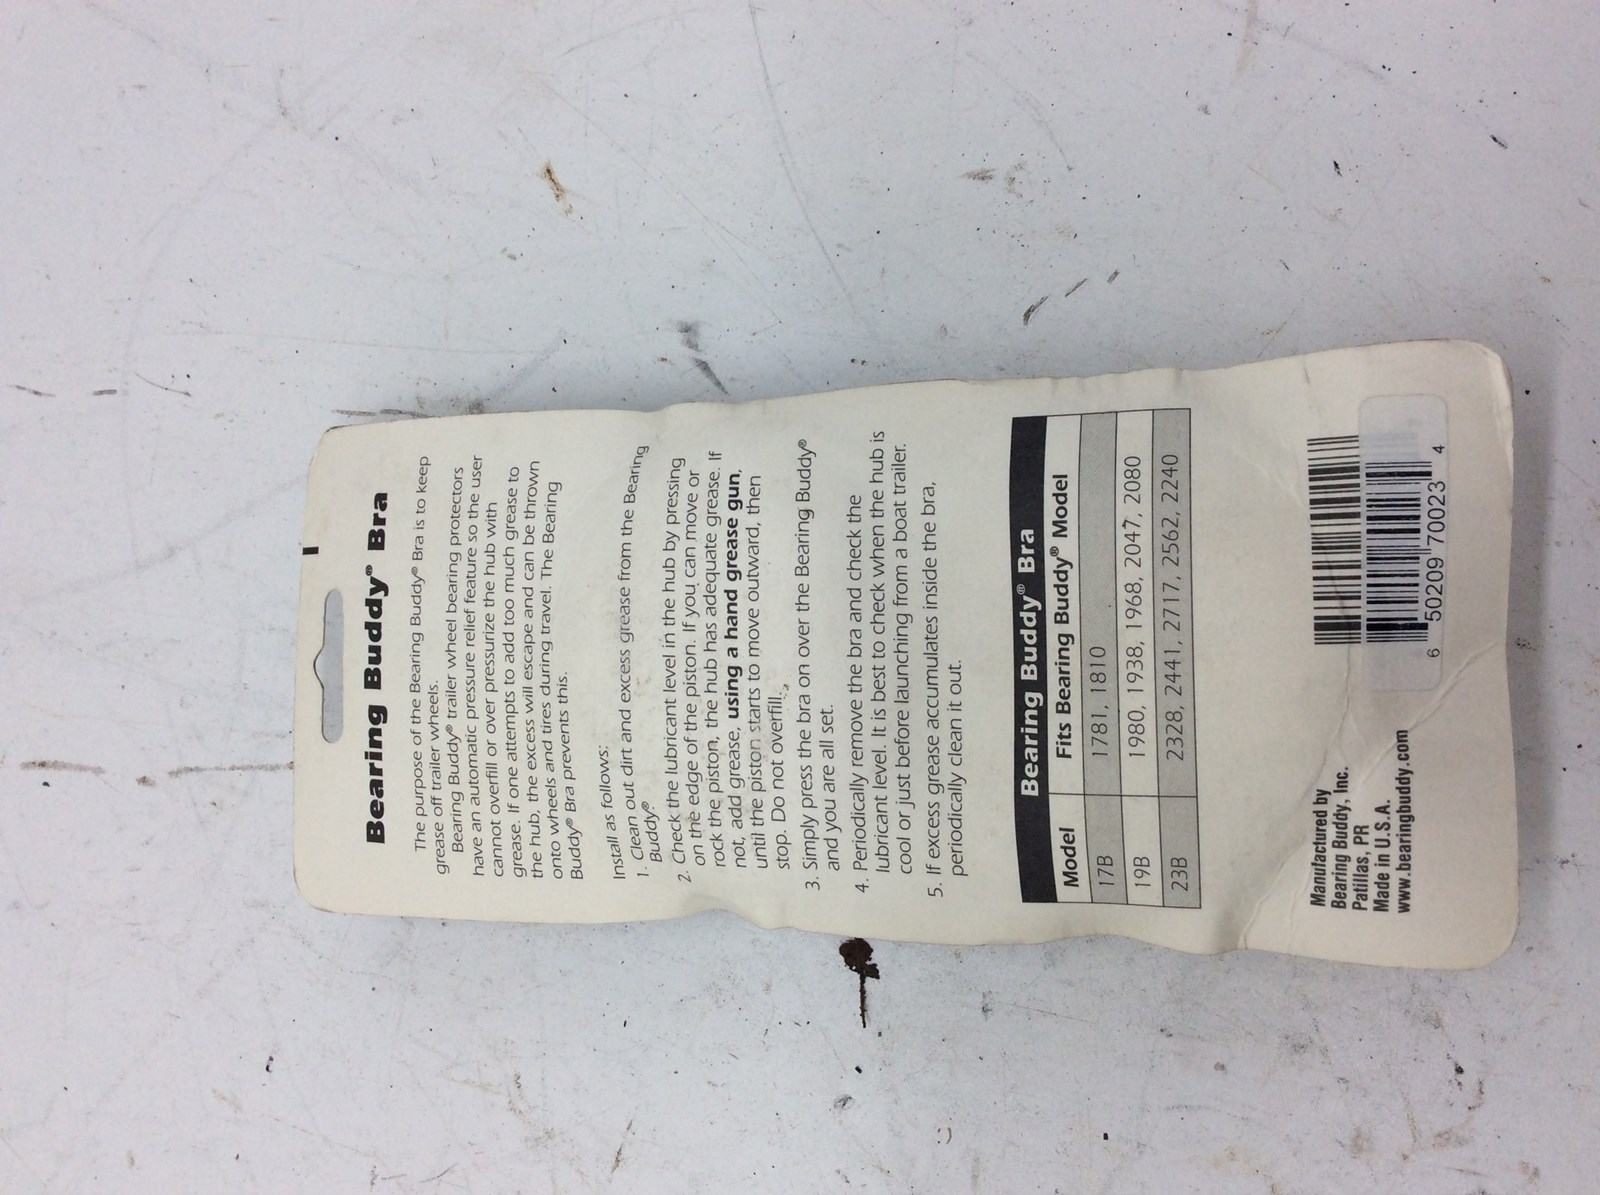 Bearing Buddy® Bra
The purpose of the Bearing Buddy® Bra is to keep
grease off trailer wheels.
Bearing Buddy® trailer wheel bearing protectors
have an automatic pressure relief feature so the user
cannot overfill or over pressurize the hub with
grease. If one attempts to add too much grease to
the hub, the excess will escape and can be thrown
onto wheels and tires during travel. The Bearing
Buddy® Bra prevents this.
Install as follows:
1. Clean out dirt and excess grease from the Bearing
Buddy®.
2. Check the lubricant level in the hub by pressing
on the edge of the piston. If you can move or
rock the piston, the hub has adequate grease. If
not, add grease, using a hand grease gun,
until the piston starts to move outward, then
stop. Do not overfill.
3. Simply press the bra on over the Bearing Buddy®
and you are all set.
4. Periodically remove the bra and check the
lubricant level. It is best to check when the hub is
cool or just before launching from a boat trailer.
5. If excess grease accumulates inside the bra,
periodically clean it out.
Bearing Buddy® Bra
Model Fits Bearing Buddy® Model
17B 1781, 1810
19B 1980, 1938, 1968, 2047, 2080
23B 2328, 2441, 2717, 2562, 2240
Manufactured by
Bearing Buddy, Inc.
Patillas, PR
Made in U.S.A.
www.bearingbuddy.com
6 50209 70023 4